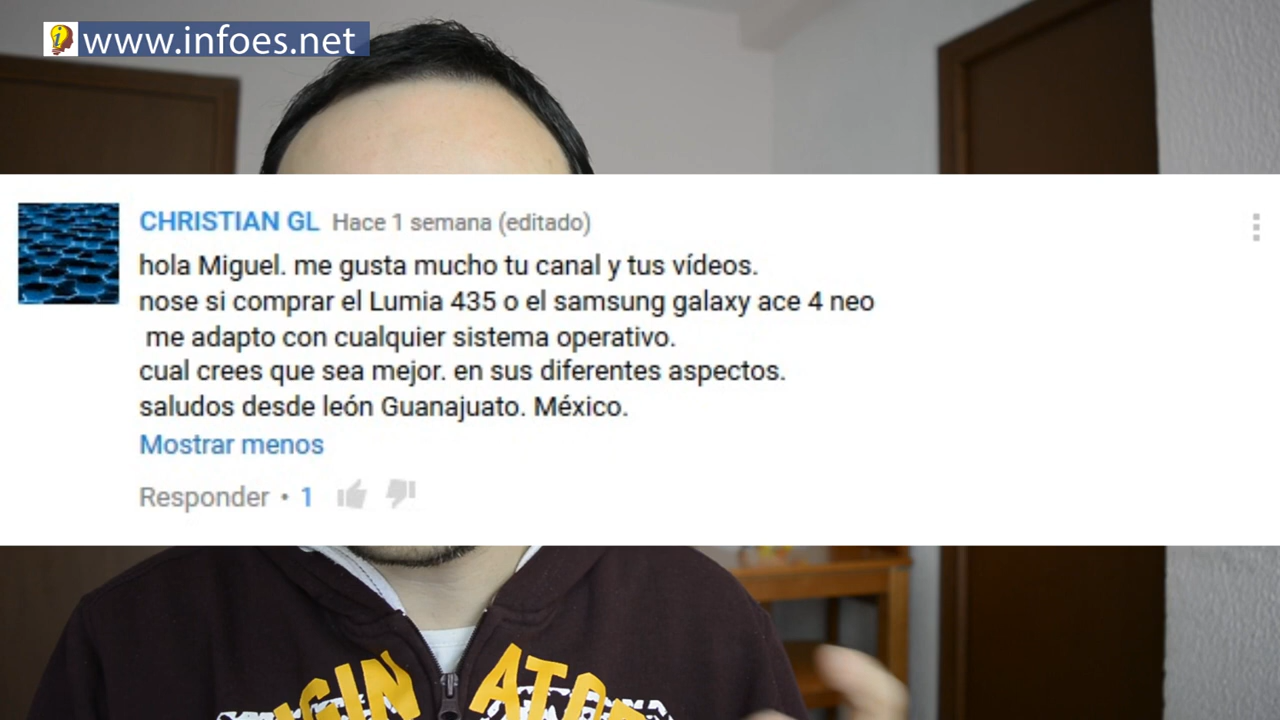 www.infoes.net
CHRISTIAN GL Hace 1 semana (editado)
hola Miguel. me gusta mucho tu canal y tus vídeos.
nose si comprar el Lumia 435 o el samsung galaxy ace 4 neo
me adapto con cualquier sistema operativo.
cual crees que sea mejor. en sus diferentes aspectos.
saludos desde león Guanajuato. México.
Mostrar menos
Responder • 1